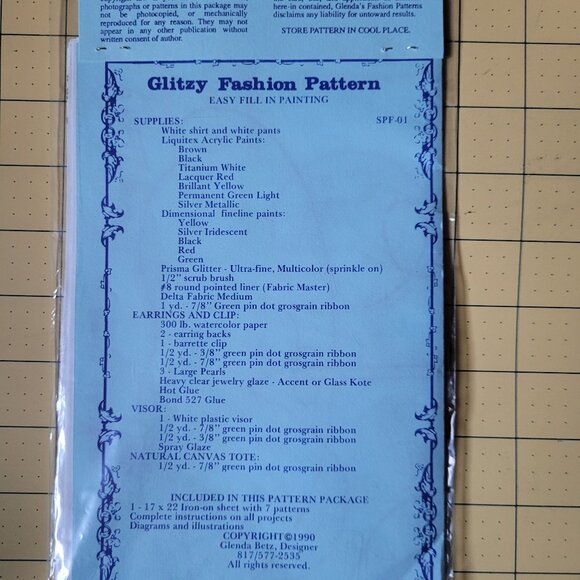 photographs or patterns in this package may
not be photocopied, or mechanically
reproduced for any reason. They may not
appear in any other publication without
written consent of author.
here-in contained, Glenda's Fashion Patterns
disclaims any liability for untoward results.
STORE PATTERN IN COOL PLACE.
Glitzy Fashion Pattern
EASY FILL IN PAINTING
SUPPLIES: SPF-01
White shirt and white pants
Liquitex Acrylic Paints:
Brown
Black
Titanium White
Lacquer Red
Brillant Yellow
Permanent Green Light
Silver Metallic
Dimensional fineline paints:
Yellow
Silver Iridescent
Black
Red
Green
Prisma Glitter - Ultra-fine, Multicolor (sprinkle on)
1/2" scrub brush
#8 round pointed liner (Fabric Master)
Delta Fabric Medium
1 yd. - 7/8" Green pin dot grosgrain ribbon
EARRINGS AND CLIP:
300 lb. watercolor paper
2 - earring backs
1 - barrette clip
1/2 yd. - 3/8" green pin dot grosgrain ribbon
1/2 yd. - 7/8" green pin dot grosgrain ribbon
3 - Large Pearls
Heavy clear jewelry glaze - Accent or Glass Kote
Hot Glue
Bond 527 Glue
VISOR:
1 - White plastic visor
1/2 yd. - 7/8" green pin dot grosgrain ribbon
1/2 yd. - 3/8" green pin dot grosgrain ribbon
Spray Glaze
NATURAL CANVAS TOTE:
1/2 yd. - 7/8" green pin dot grosgrain ribbon
INCLUDED IN THIS PATTERN PACKAGE
1 - 17 x 22 Iron-on sheet with 7 patterns
Complete instructions on all projects
Diagrams and illustrations
COPYRIGHT©1990
Glenda Betz, Designer
817/577-2535
All rights reserved.